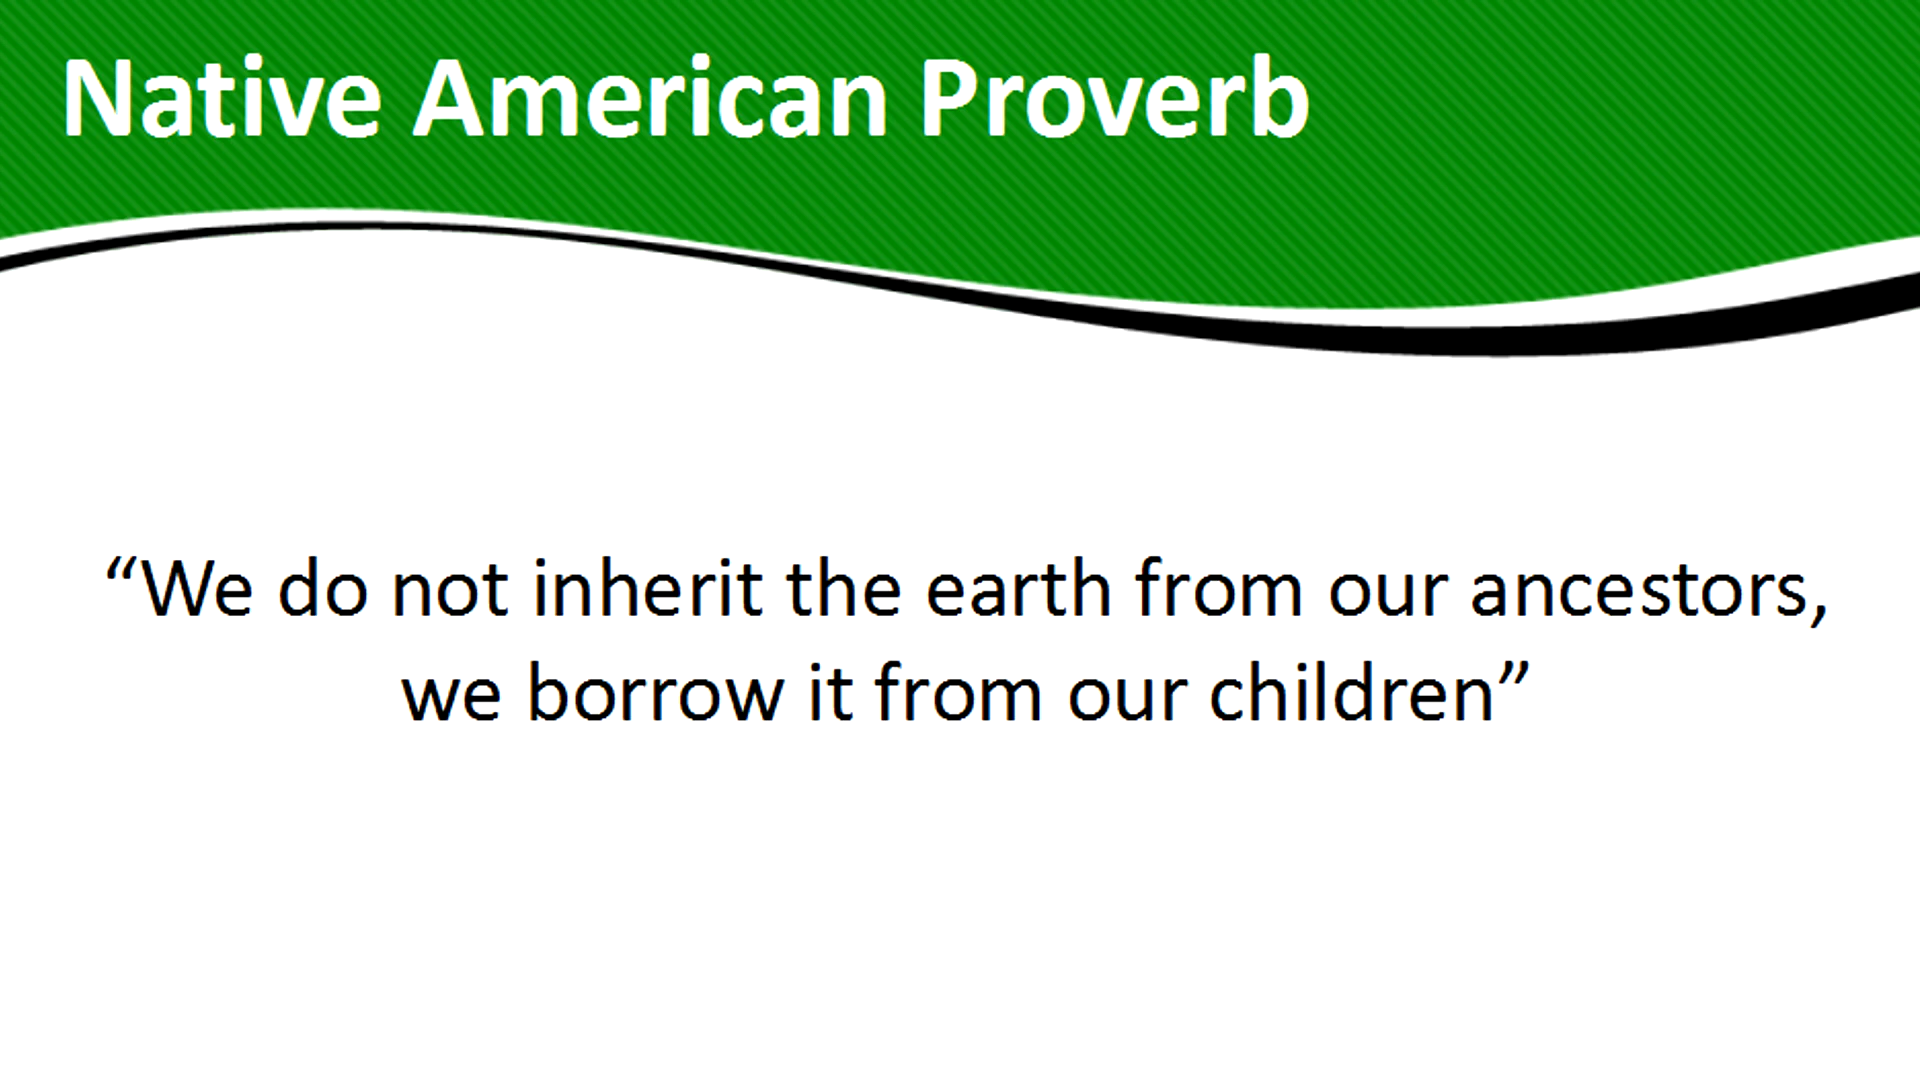 Native American Proverb
“We do not inherit the earth from our ancestors,
we borrow it from our children”